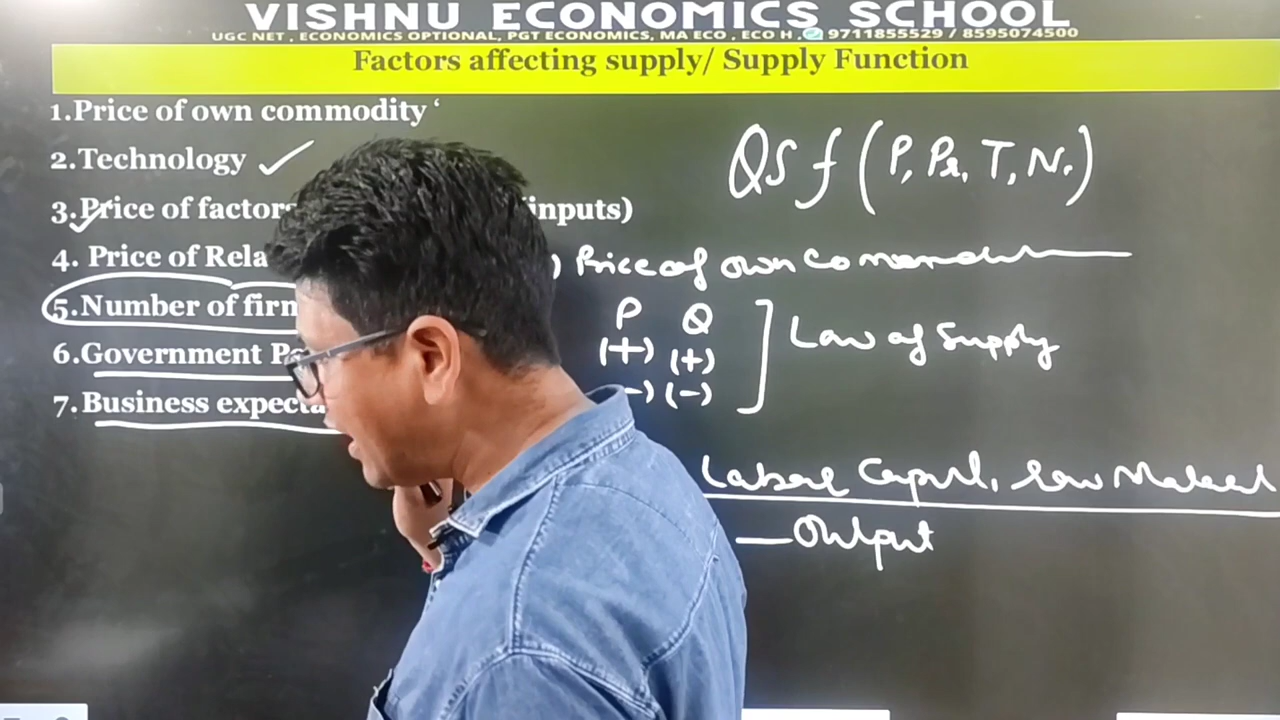 VISHNU ECONOMICS SCHOOL
UGC NET , ECONOMICS OPTIONAL, PGT ECONOMICS, MA ECO , ECO H , 9711855529 / 8595074500
Factors affecting supply/ Supply Function
1.Price of own commodity ‘
2.Technology
3.Price of factors inputs)
4. Price of Rela
5.Number of firm
6.Government Po
7.Business expecta
QS f (P, Pr, T, N.)
) Price of own
P Q
(+) (+)
-) (-)
Law of Supply
Labour Capital, Raw Material
— Output